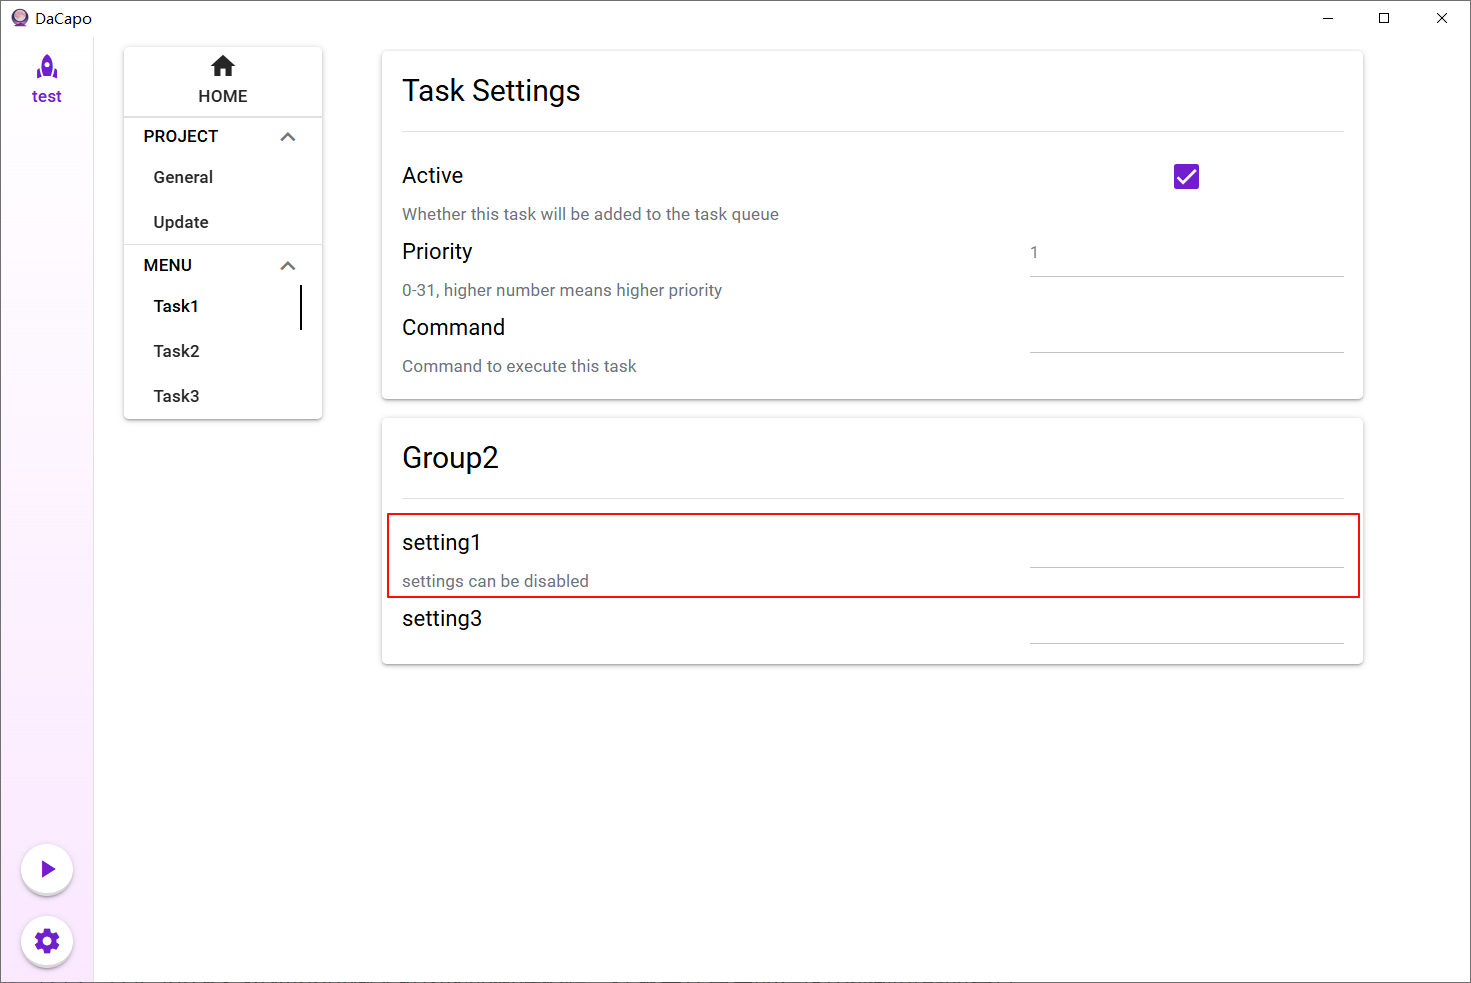 DaCapo
test
HOME
PROJECT
General
Update
MENU
Task1
Task2
Task3
Task Settings
Active
Whether this task will be added to the task queue
Priority
1
0-31, higher number means higher priority
Command
Command to execute this task
Group2
setting1
settings can be disabled
setting3